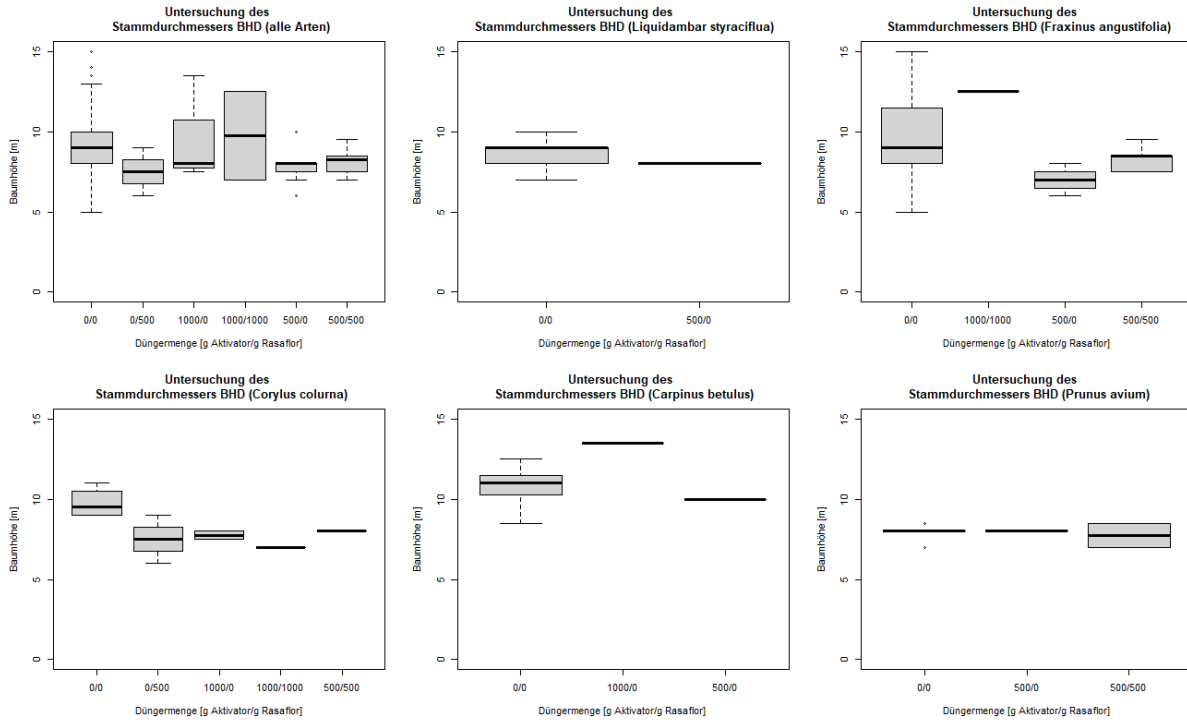 Untersuchung des
Stammdurchmessers BHD (alle Arten)
Baumhöhe [m]
15
10
5
0
0/0 0/500 1000/0 1000/1000 500/0 500/500
Düngermenge [g Aktivator/g Rasaflor]
Untersuchung des
Stammdurchmessers BHD (Liquidambar styraciflua)
Baumhöhe [m]
15
10
5
0
0/0 500/0
Düngermenge [g Aktivator/g Rasaflor]
Untersuchung des
Stammdurchmessers BHD (Fraxinus angustifolia)
Baumhöhe [m]
15
10
5
0
0/0 1000/1000 500/0 500/500
Düngermenge [g Aktivator/g Rasaflor]
Untersuchung des
Stammdurchmessers BHD (Corylus colurna)
Baumhöhe [m]
15
10
5
0
0/0 0/500 1000/0 1000/1000 500/500
Düngermenge [g Aktivator/g Rasaflor]
Untersuchung des
Stammdurchmessers BHD (Carpinus betulus)
Baumhöhe [m]
15
10
5
0
0/0 1000/0 500/0
Düngermenge [g Aktivator/g Rasaflor]
Untersuchung des
Stammdurchmessers BHD (Prunus avium)
Baumhöhe [m]
15
10
5
0
0/0 500/0 500/500
Düngermenge [g Aktivator/g Rasaflor]